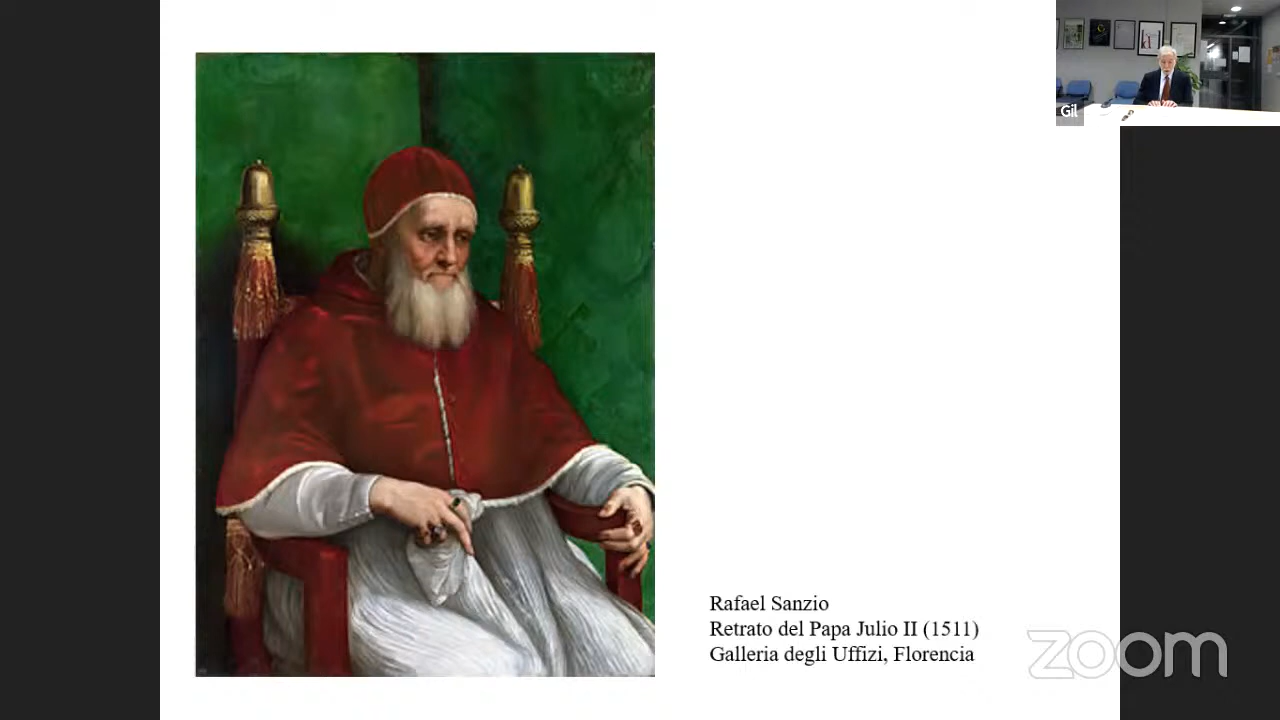 Gil
Rafael Sanzio
Retrato del Papa Julio II (1511)
Galleria degli Uffizi, Florencia
zoom